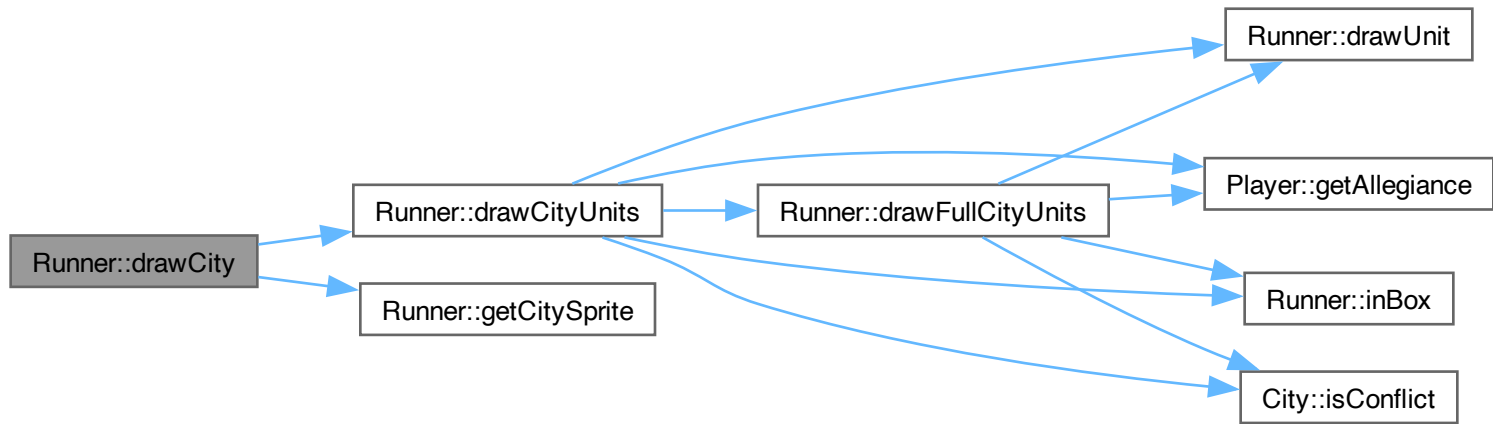 Runner::drawCity
Runner::drawCityUnits
Runner::getCitySprite
Runner::drawFullCityUnits
Runner::drawUnit
Player::getAllegiance
Runner::inBox
City::isConflict